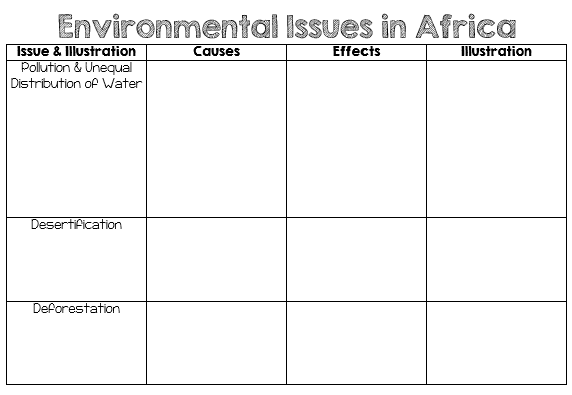 Environmental Issues in Africa
Issue & Illustration Causes Effects Illustration
Pollution & Unequal
Distribution of Water
Desertification
Deforestation